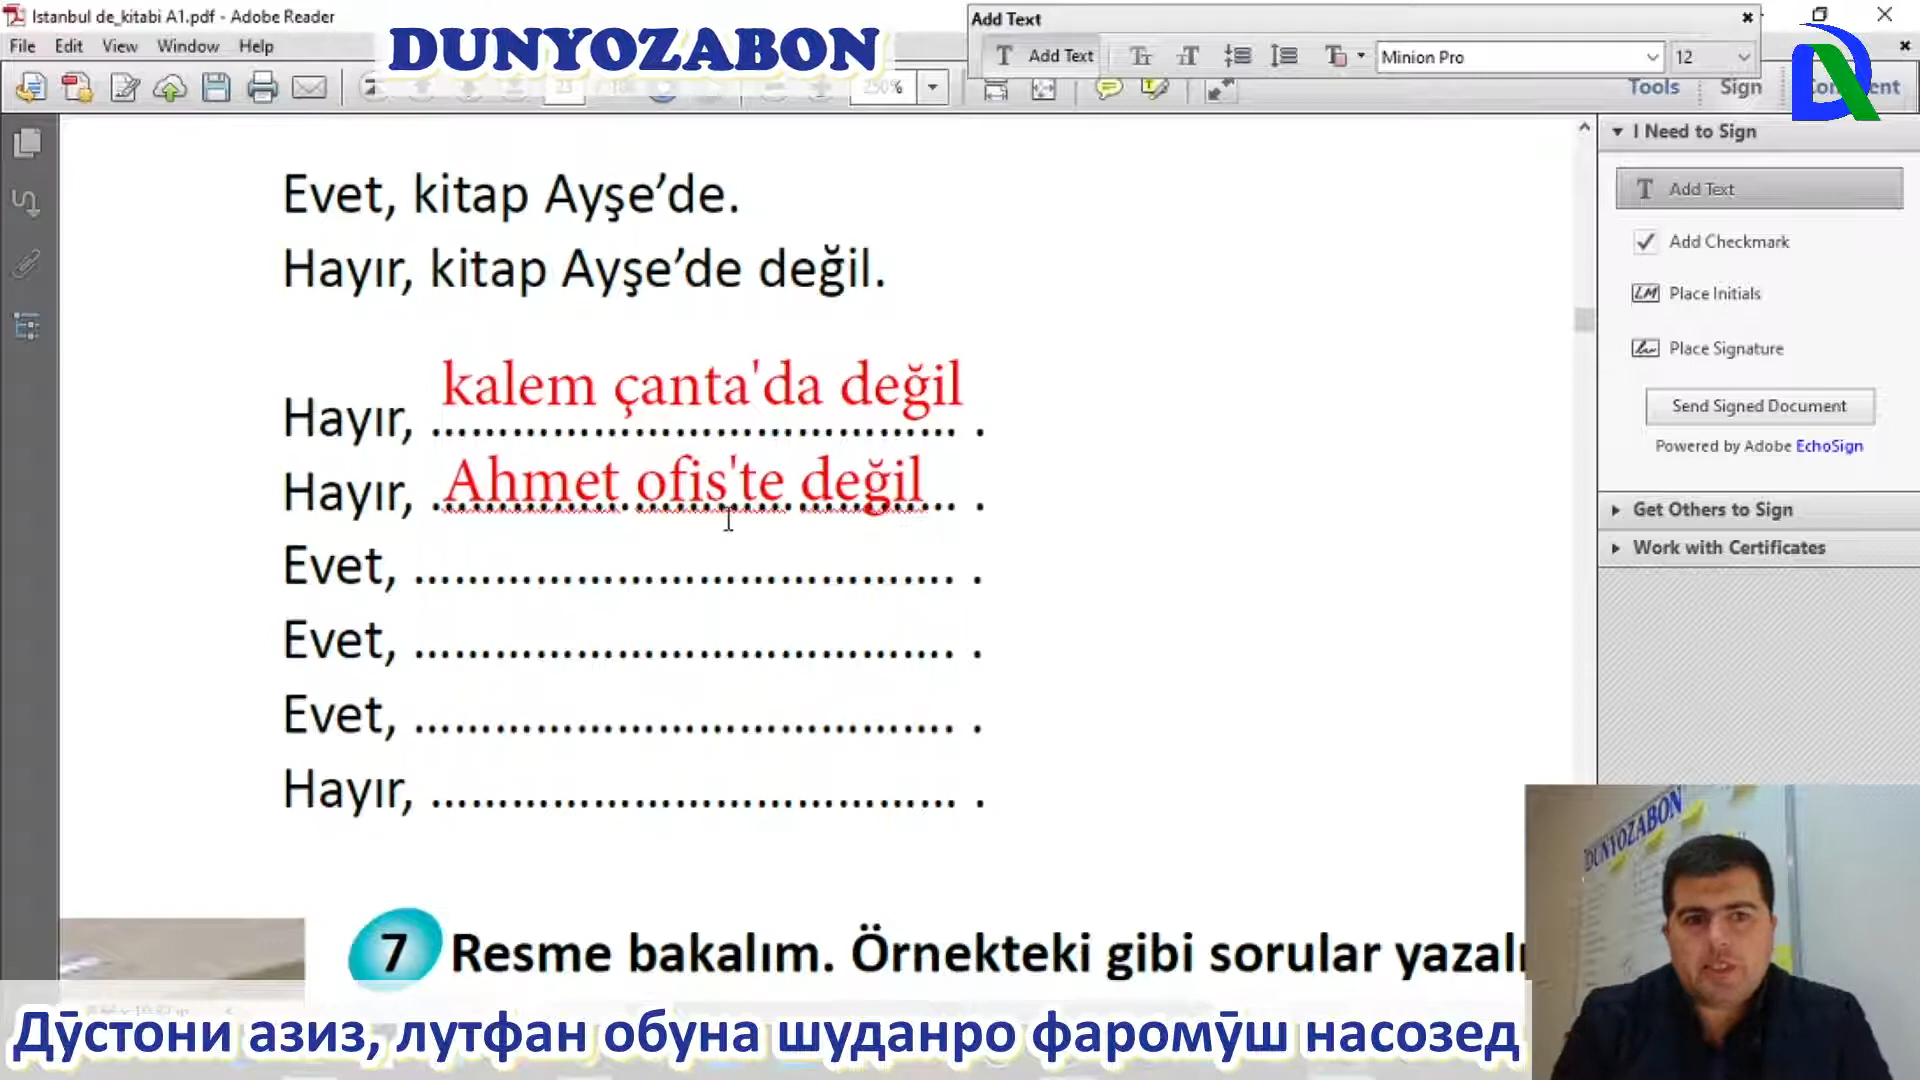 Istanbul de_kitabi A1.pdf - Adobe Reader
File Edit View Window Help
DUNYOZABON
Add Text
Add Text
Minion Pro
12
250%
Tools
Sign
I Need to Sign
Add Text
Add Checkmark
Place Initials
Place Signature
Send Signed Document
Powered by Adobe EchoSign
Get Others to Sign
Work with Certificates
Evet, kitap Ayşe’de.
Hayır, kitap Ayşe’de değil.
kalem çanta'da değil
Hayır, ........................................ .
Ahmet ofis'te değil
Hayır, ........................................ .
Evet, ........................................ .
Evet, ........................................ .
Evet, ........................................ .
Hayır, ........................................ .
7 Resme bakalım. Örnekteki gibi sorular
DUNYOZABON
Дӯстони азиз, лутфан обуна шуданро фаромӯш насозед